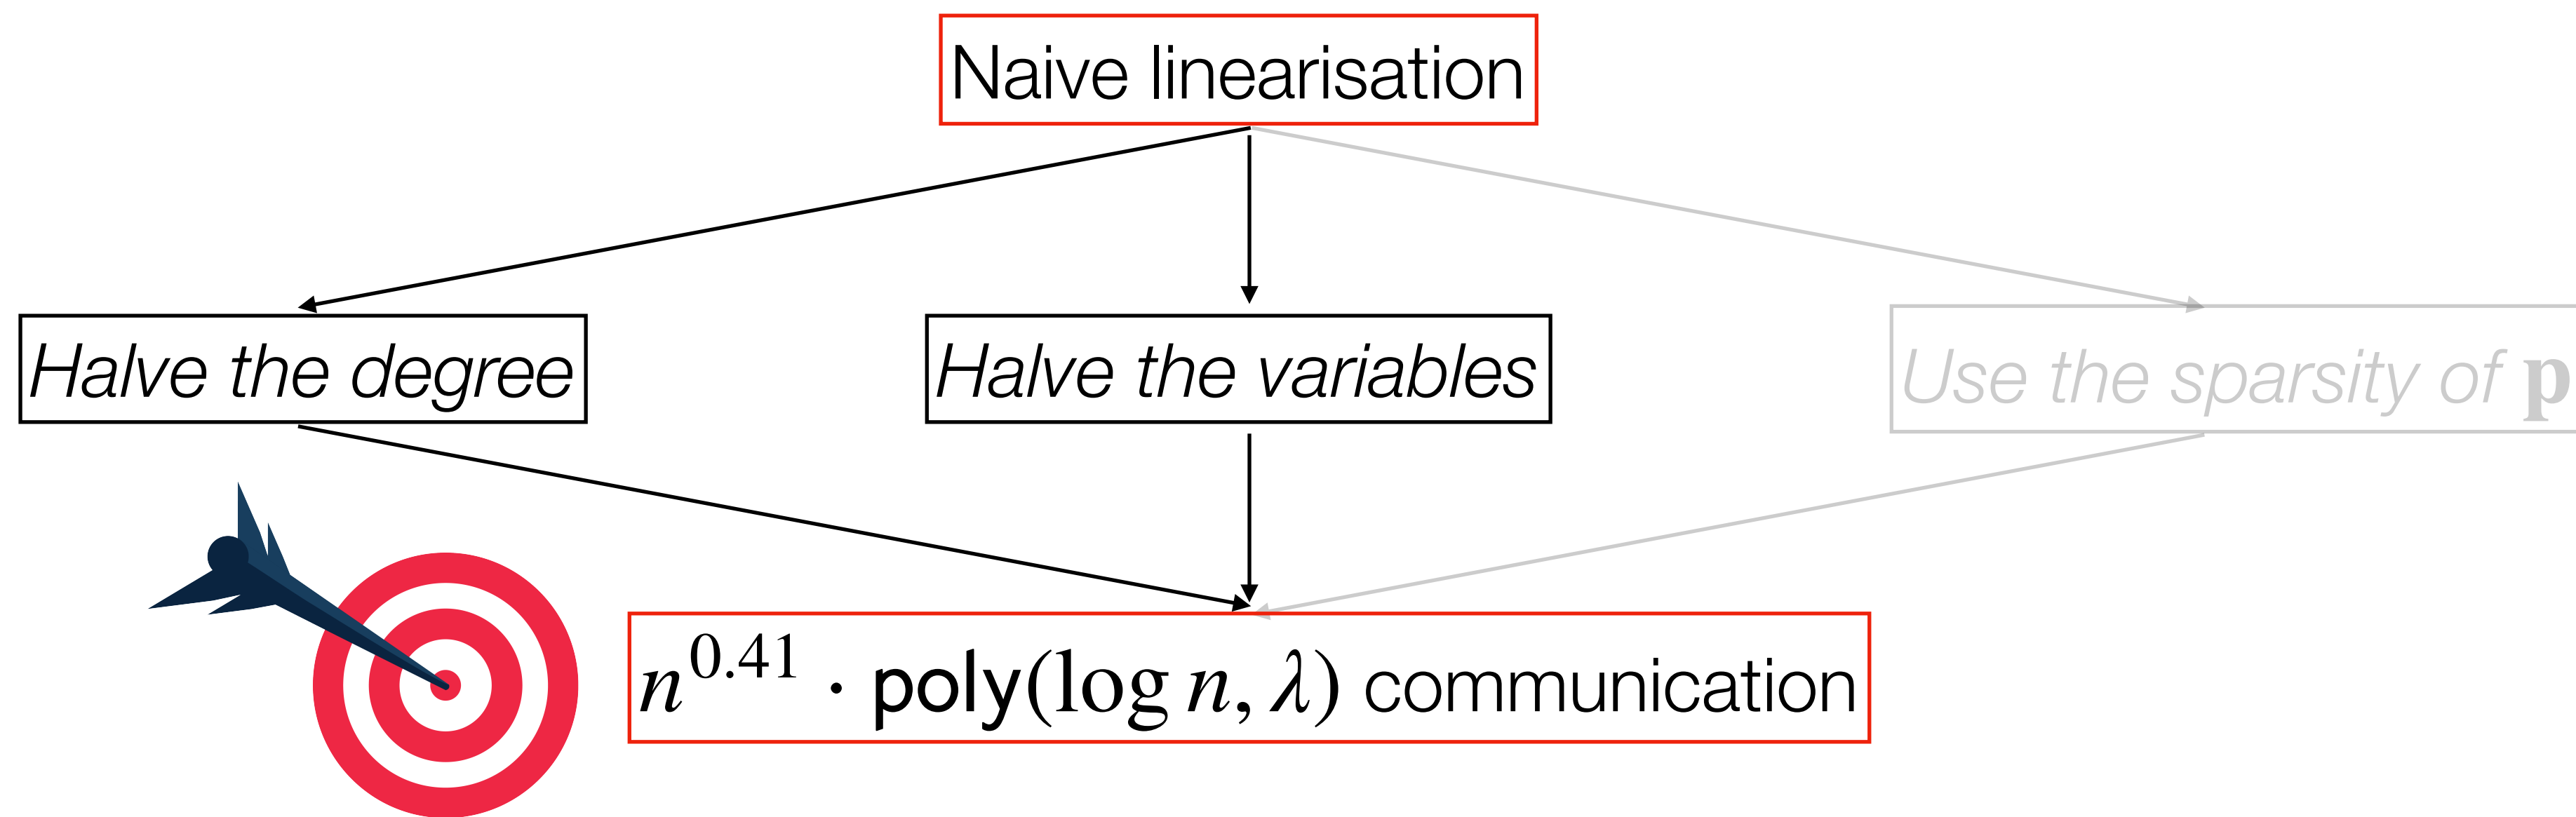 Naive linearisation
Halve the degree
Halve the variables
Use the sparsity of p
n^0.41 · poly(log n, λ) communication